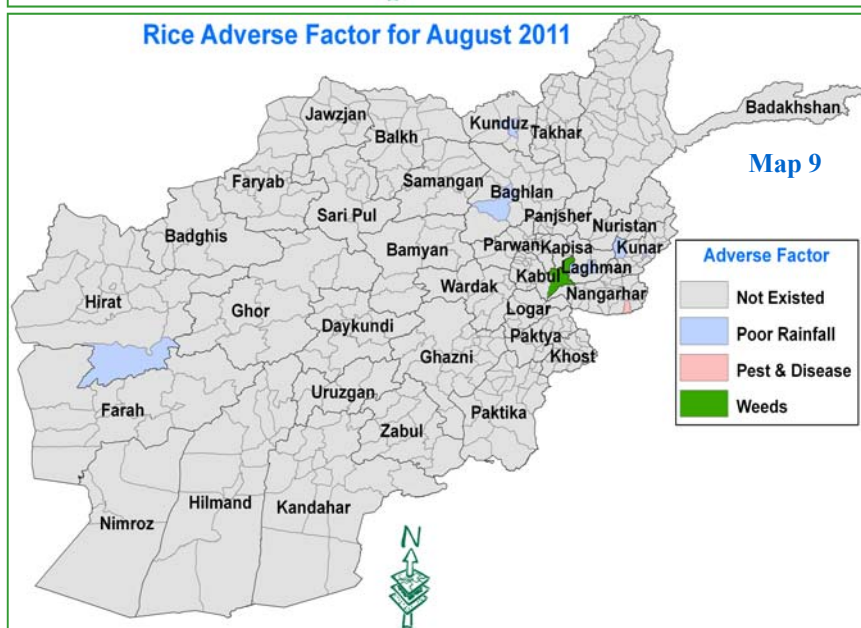 Rice Adverse Factor for August 2011
Jawzjan
Balkh
Kunduz
Takhar
Badakhshan
Map 9
Faryab
Samangan
Baghlan
Sari Pul
Panjsher
Nuristan
Badghis
Bamyan
Parwan
Kapisa
Kunar
Kabul
Laghman
Hirat
Ghor
Wardak
Nangarhar
Daykundi
Logar
Paktya
Ghazni
Khost
Farah
Uruzgan
Paktika
Zabul
Nimroz
Hilmand
Kandahar
N
Adverse Factor
Not Existed
Poor Rainfall
Pest & Disease
Weeds